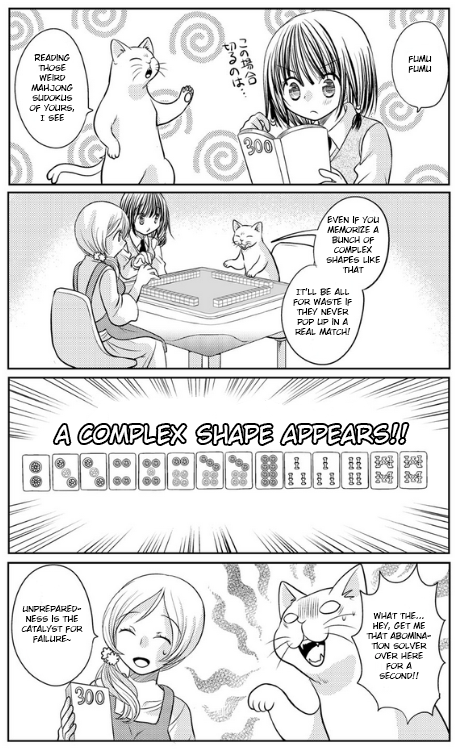 FUMU
FUMU
この場合
切るのは…
300
READING
THOSE
WEIRD
MAHJONG
SUDOKUS
OF YOURS,
I SEE
EVEN IF YOU
MEMORIZE A
BUNCH OF
COMPLEX
SHAPES LIKE
THAT
IT'LL BE ALL
FOR WASTE IF
THEY NEVER
POP UP IN A
REAL MATCH!
A COMPLEX SHAPE APPEARS!!
WHAT THE...
HEY, GET ME
THAT ABOMINA-
TION SOLVER
OVER HERE
FOR A
SECOND!!
UNPREPARED-
NESS IS THE
CATALYST FOR
FAILURE~
300